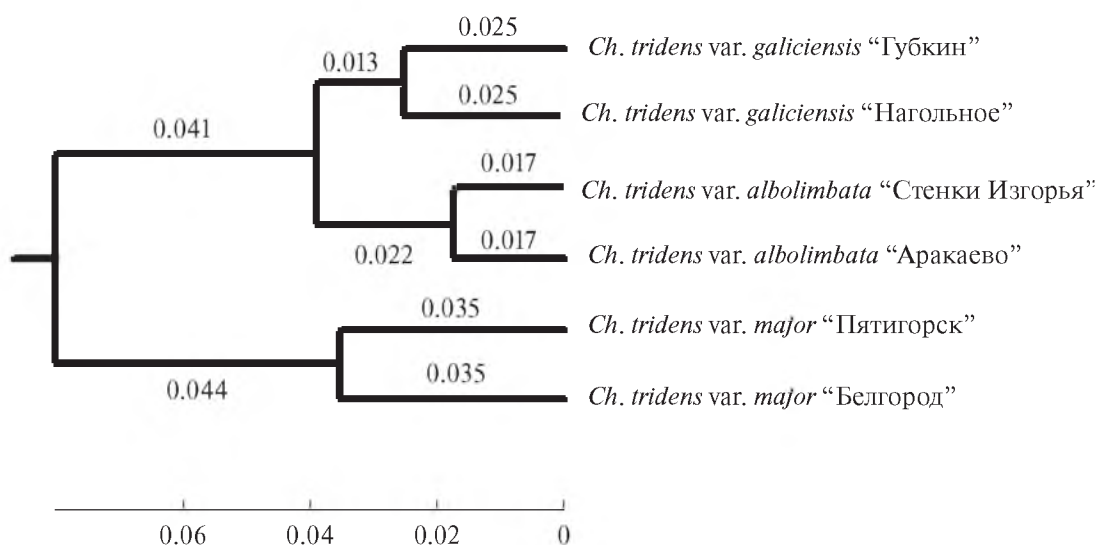 0.025
Ch. tridens var. galiciensis “Губкин”
0.013
0.025
Ch. tridens var. galiciensis “Нагольное”
0.041
0.017
Ch. tridens var. albolimbata “Стенки Изгорья”
0.022
0.017
Ch. tridens var. albolimbata “Аракаево”
0.035
Ch. tridens var. major “Пятигорск”
0.044
0.035
Ch. tridens var. major “Белгород”
0.06 0.04 0.02 0